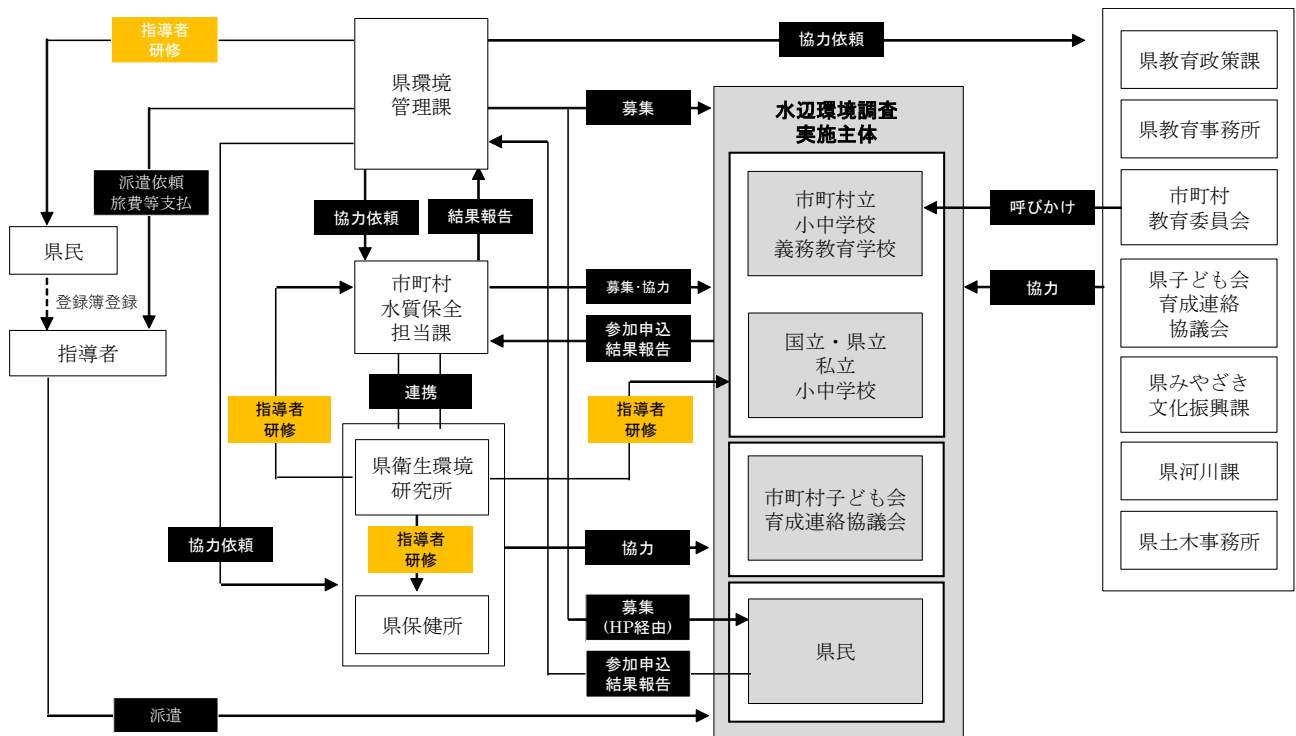 指導者
研修
県環境
管理課
協力依頼
県教育政策課
県教育事務所
市町村
教育委員会
県子ども会
育成連絡
協議会
県みやざき
文化振興課
県河川課
県土木事務所
募集
水辺環境調査
実施主体
派遣依頼
旅費等支払
協力依頼
結果報告
市町村立
小中学校
義務教育学校
呼びかけ
県民
登録簿登録
指導者
市町村
水質保全
担当課
募集・協力
参加申込
結果報告
国立・県立
私立
小中学校
協力
連携
指導者
研修
指導者
研修
県衛生環境
研究所
市町村子ども会
育成連絡協議会
協力依頼
指導者
研修
協力
県保健所
募集
(HP経由)
県民
参加申込
結果報告
派遣